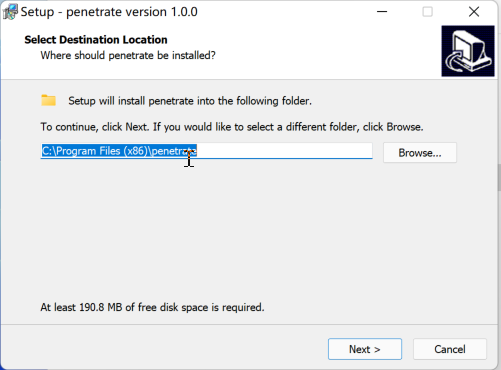 Setup - penetrate version 1.0.0
Select Destination Location
Where should penetrate be installed?
Setup will install penetrate into the following folder.
To continue, click Next. If you would like to select a different folder, click Browse.
C:\Program Files (x86)\penetrate
Browse...
At least 190.8 MB of free disk space is required.
Next >
Cancel